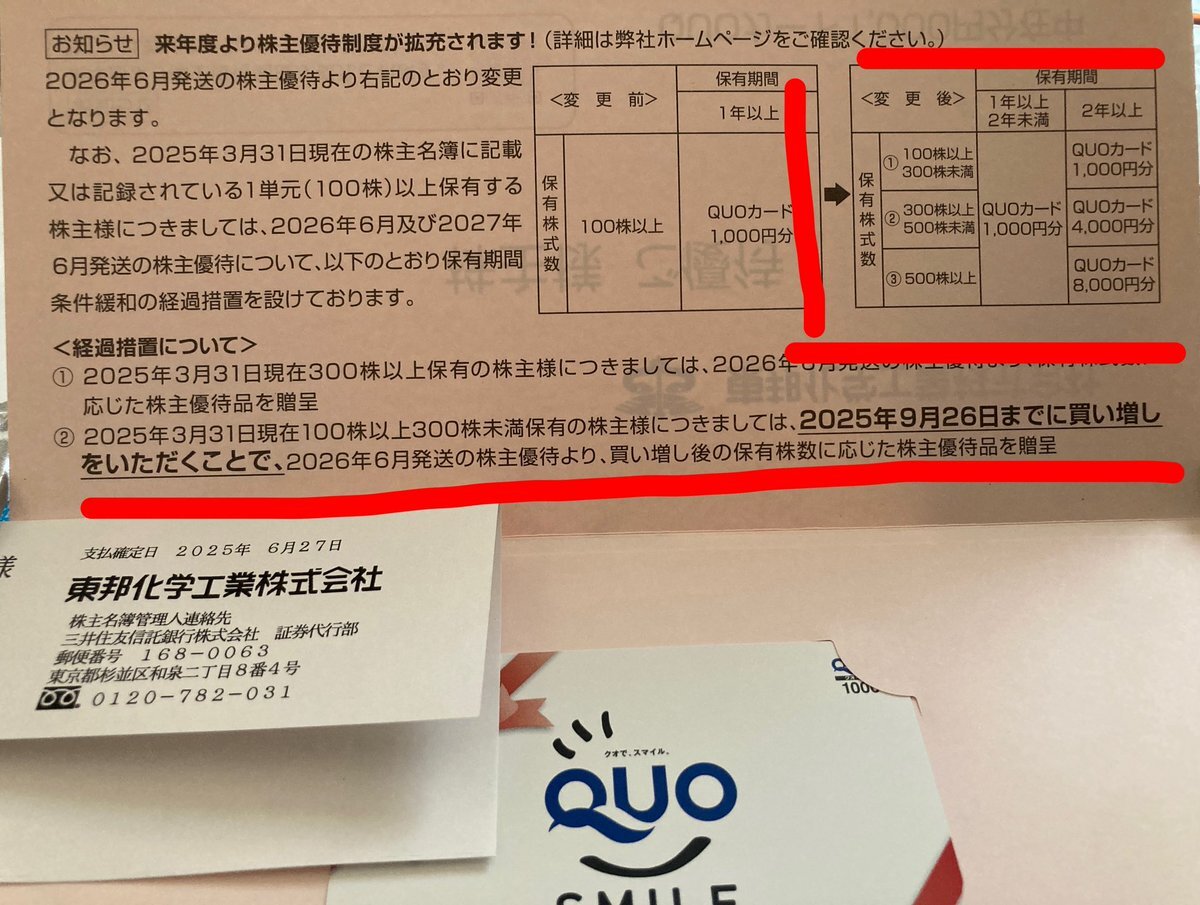 お知らせ 来年度より株主優待制度が拡充されます!(詳細は弊社ホームページをご確認ください。)
2026年6月発送の株主優待より右記のとおり変更
となります。
なお、2025年3月31日現在の株主名簿に記載
又は記録されている1単元(100株)以上保有する
株主様につきましては、2026年6月及び2027年
6月発送の株主優待について、以下のとおり保有期間
条件緩和の経過措置を設けております。
<変更前>
保有期間
1年以上
保有株式数
100株以上
QUOカード
1,000円分
<変更後>
保有期間
1年以上
2年未満
2年以上
保有株式数
① 100株以上
300株未満
② 300株以上
500株未満
③ 500株以上
QUOカード
1,000円分
QUOカード
1,000円分
QUOカード
4,000円分
QUOカード
8,000円分
<経過措置について>
① 2025年3月31日現在300株以上保有の株主様につきましては、2026年6月発送の株主優待より、保有株式数に
応じた株主優待品を贈呈
② 2025年3月31日現在100株以上300株未満保有の株主様につきましては、2025年9月26日までに買い増し
をいただくことで、2026年6月発送の株主優待より、買い増し後の保有株数に応じた株主優待品を贈呈
様
支払確定日 2025年 6月27日
東邦化学工業株式会社
株主名簿管理人連絡先
三井住友信託銀行株式会社 証券代行部
郵便番号 168-0063
東京都杉並区和泉二丁目8番4号
0120-782-031
1000
クオで、スマイル。
QUO
SMILE